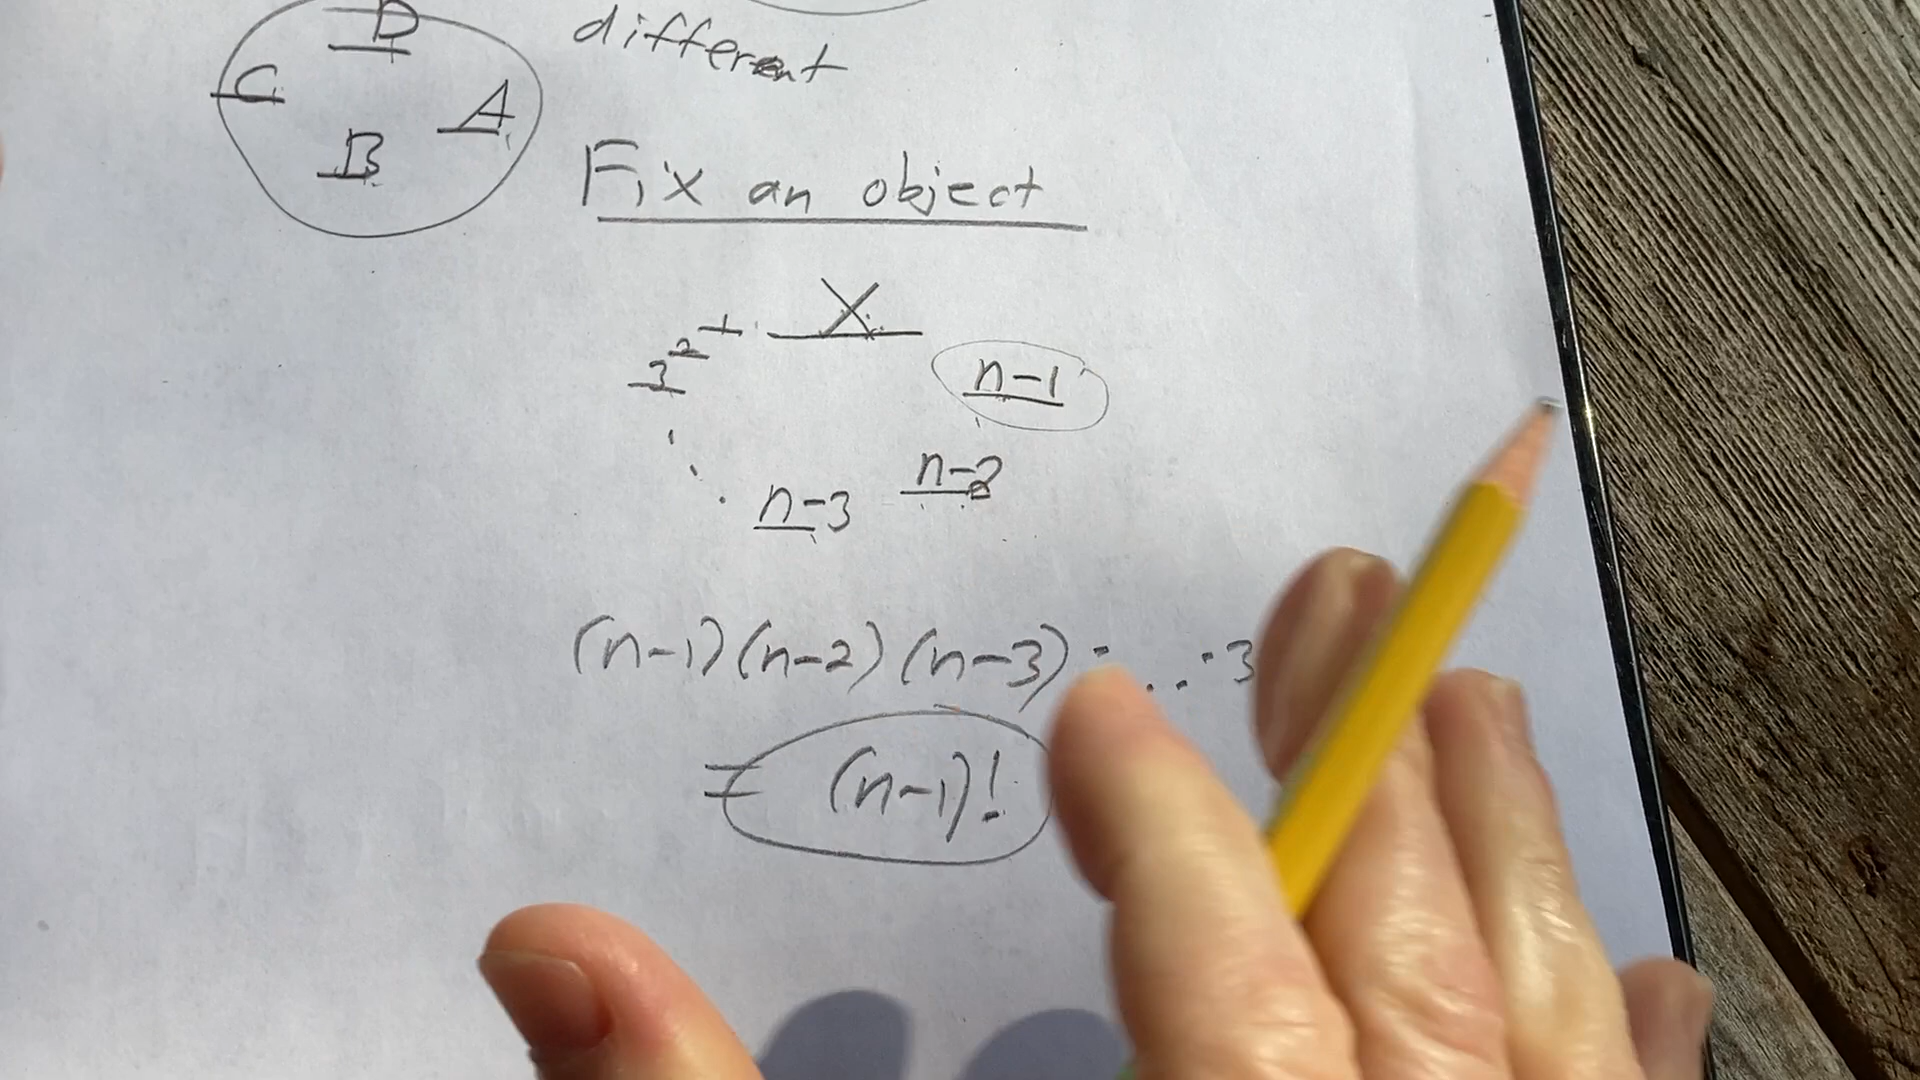 D
different
C
A
B
Fix an object
X
1
2
3
n-1
n-2
n-3
(n-1)(n-2)(n-3)·...·3
= (n-1)!